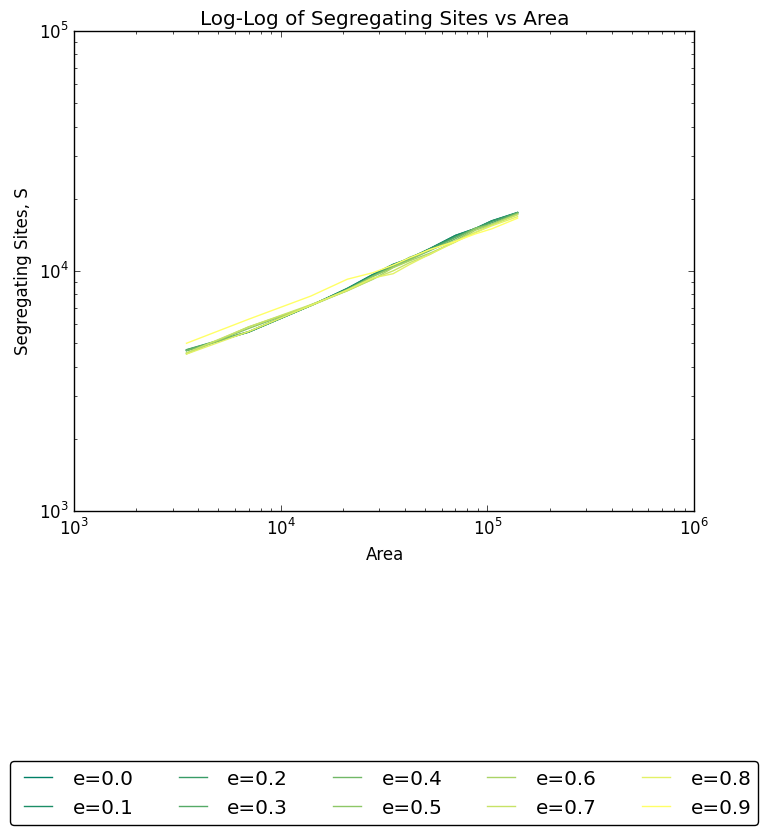 Log-Log of Segregating Sites vs Area
10^5
10^4
10^3
Segregating Sites, S
10^3 10^4 10^5 10^6
Area
e=0.0 e=0.2 e=0.4 e=0.6 e=0.8
e=0.1 e=0.3 e=0.5 e=0.7 e=0.9